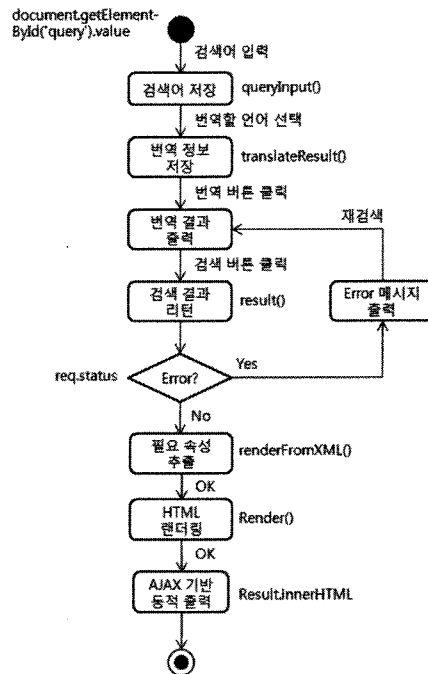 document.getElement-
ById('query').value
검색어 입력
검색어 저장
queryInput()
번역할 언어 선택
번역 정보
저장
translateResult()
번역 버튼 클릭
재검색
번역 결과
출력
검색 버튼 클릭
검색 결과
리턴
result()
Error 메시지
출력
req.status
Error?
Yes
No
필요 속성
추출
renderFromXML()
OK
HTML
랜더링
Render()
OK
AJAX 기반
동적 출력
Result.innerHTML